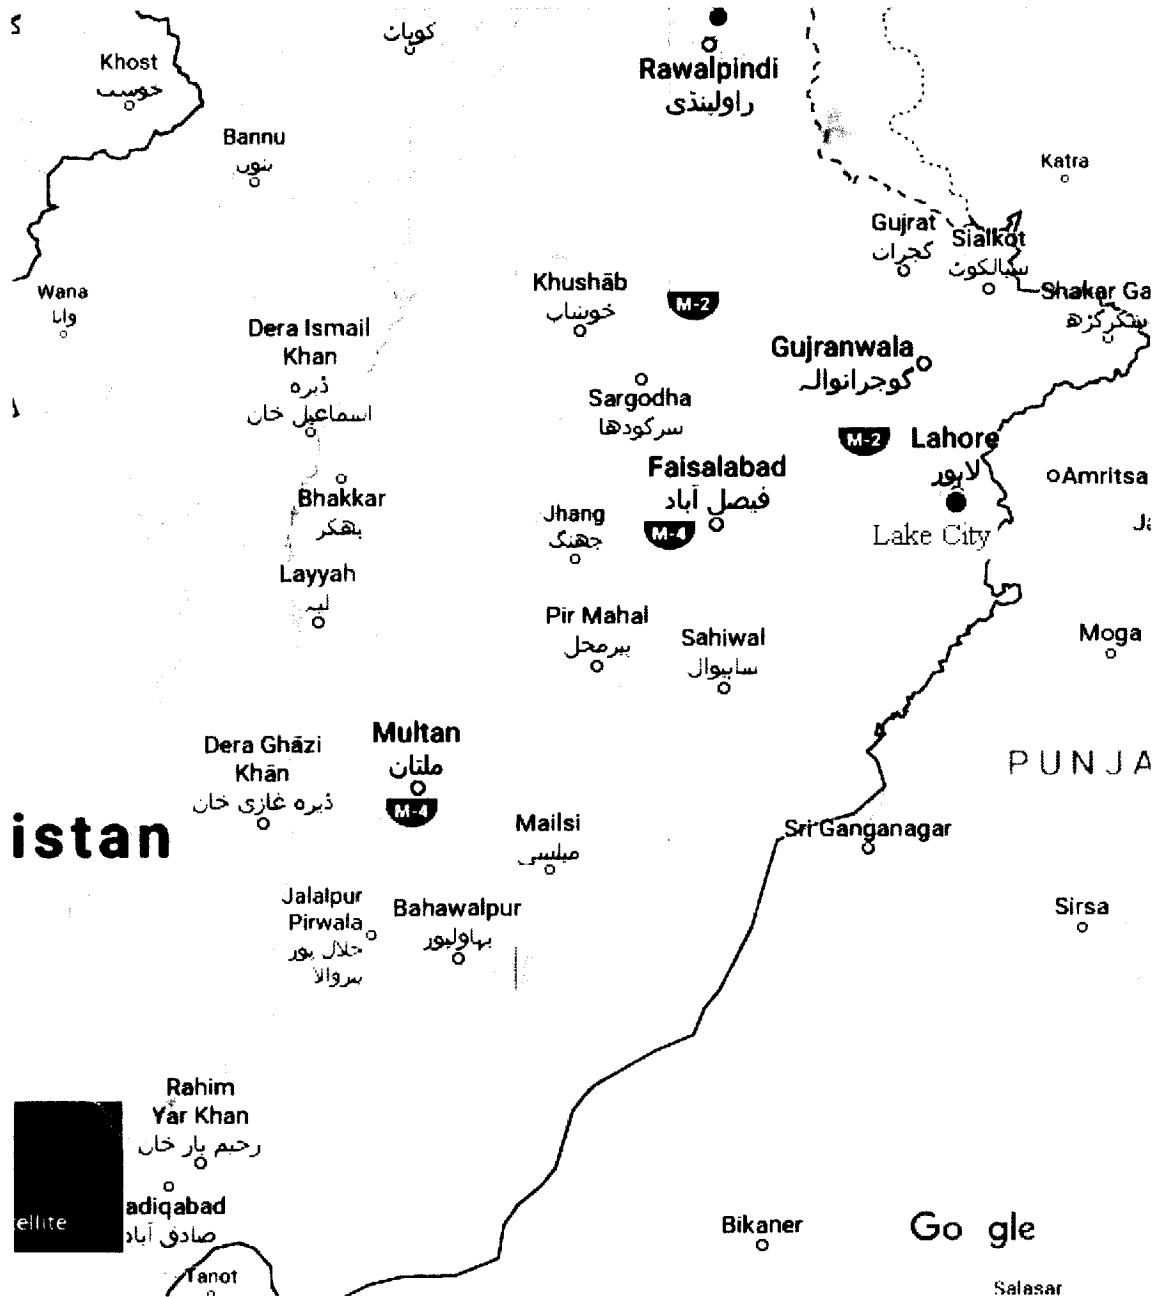 کوہاٹ
Khost
خوست
Rawalpindi
راولپنڈی
Bannu
بنوں
Katra
Gujrat
گجرات
Sialkot
سیالکوٹ
Wana
وانا
Khushāb
خوشاب
M-2
Shakar Ga
شکرگڑھ
Dera Ismail
Khan
ڈیرہ
اسماعیل خان
Gujranwala
گوجرانوالہ
Sargodha
سرگودھا
M-2
Lahore
لاہور
Faisalabad
فیصل آباد
Amritsa
Bhakkar
بھکر
Jhang
جھنگ
M-4
Lake City
Ja
Layyah
لیہ
Pir Mahal
پیرمحل
Sahiwal
ساہیوال
Moga
Multan
ملتان
M-4
Dera Ghāzi
Khān
ڈیرہ غازی خان
PUNJA
istan
Mailsi
میلسی
Sri Ganganagar
Jalalpur
Pirwala
جلال پور
پیروالا
Bahawalpur
بہاولپور
Sirsa
Rahim
Yar Khan
رحیم یار خان
adiqabad
صادق آباد
ellite
Bikaner
Go gle
Tanot
Salasar